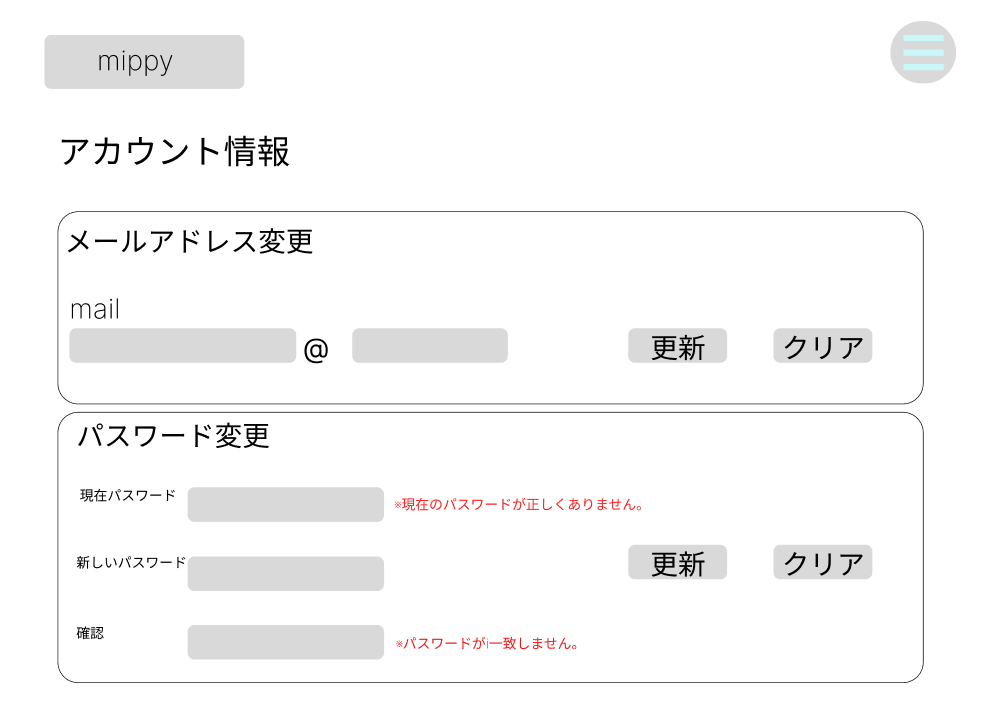 mippy
アカウント情報
メールアドレス変更
mail
@ 更新 クリア
パスワード変更
現在パスワード ※現在のパスワードが正しくありません。
新しいパスワード 更新 クリア
確認 ※パスワードが一致しません。